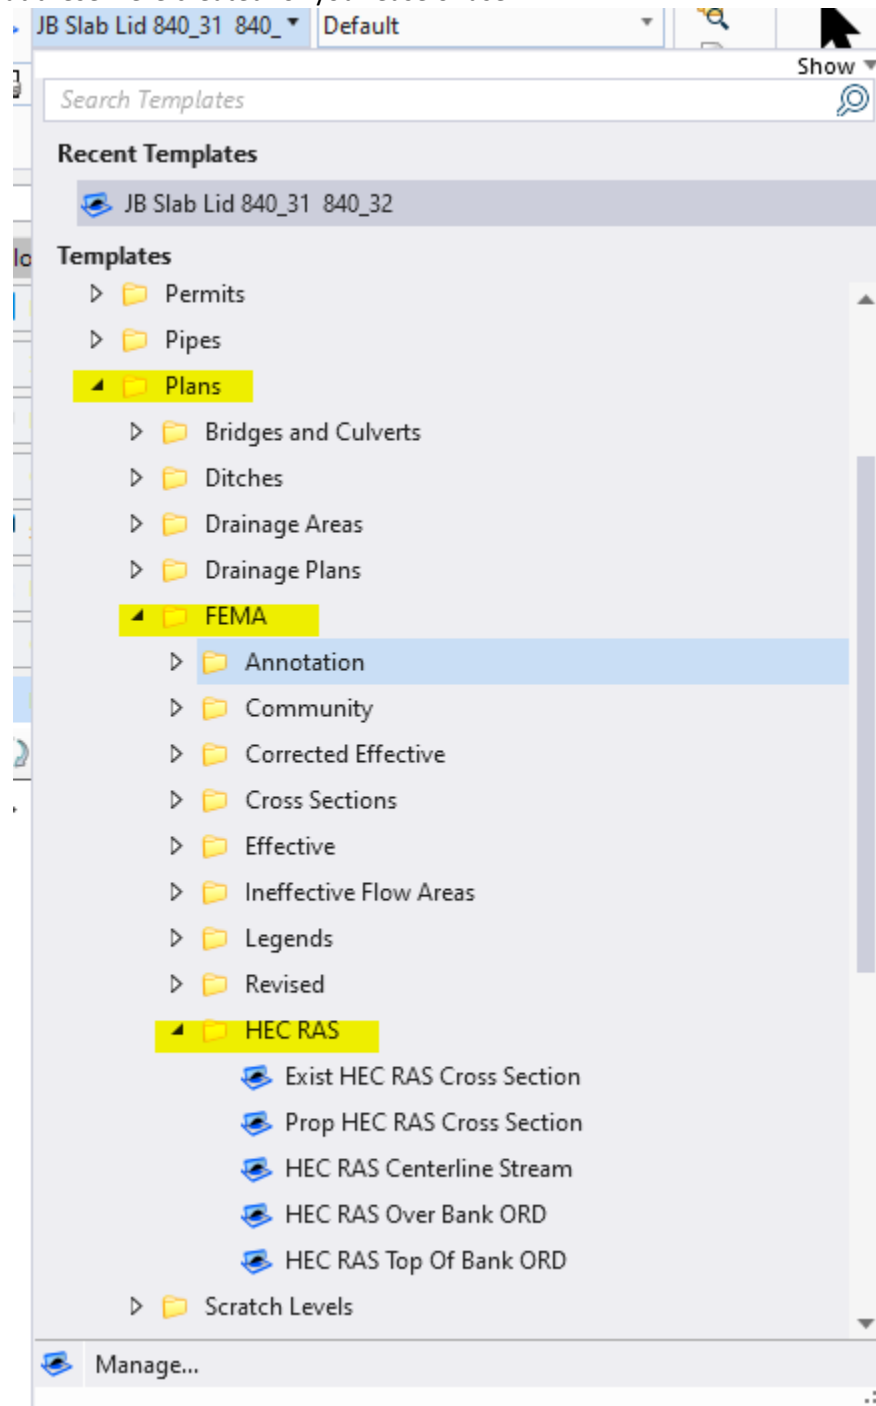 JB Slab Lid 840_31 840_ Default
Show
Search Templates
Recent Templates
JB Slab Lid 840_31 840_32
Templates
Permits
Pipes
Plans
Bridges and Culverts
Ditches
Drainage Areas
Drainage Plans
FEMA
Annotation
Community
Corrected Effective
Cross Sections
Effective
Ineffective Flow Areas
Legends
Revised
HEC RAS
Exist HEC RAS Cross Section
Prop HEC RAS Cross Section
HEC RAS Centerline Stream
HEC RAS Over Bank ORD
HEC RAS Top Of Bank ORD
Scratch Levels
Manage...